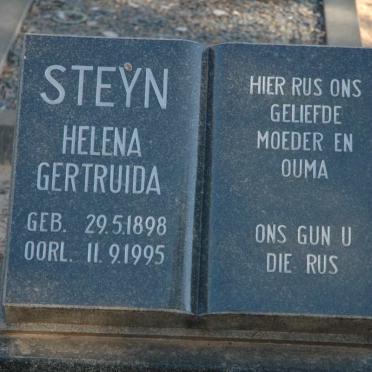 STEYN
HELENA
GERTRUIDA
GEB. 29.5.1898
OORL. 11.9.1995
HIER RUS ONS
GELIEFDE
MOEDER EN
OUMA
ONS GUN U
DIE RUS